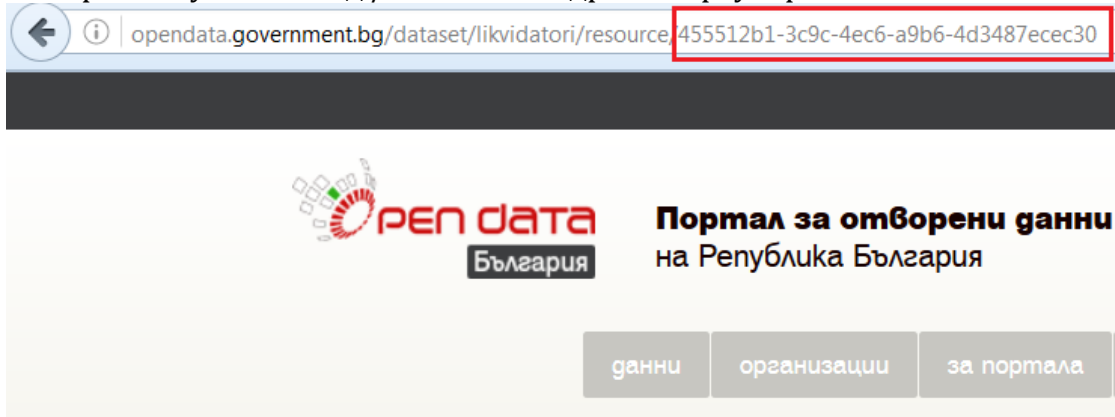 opendata.government.bg/dataset/likvidatori/resource/455512b1-3c9c-4ec6-a9b6-4d3487ecec30
Open data
България
Портал за отворени данни
на Република България
данни
организации
за портала